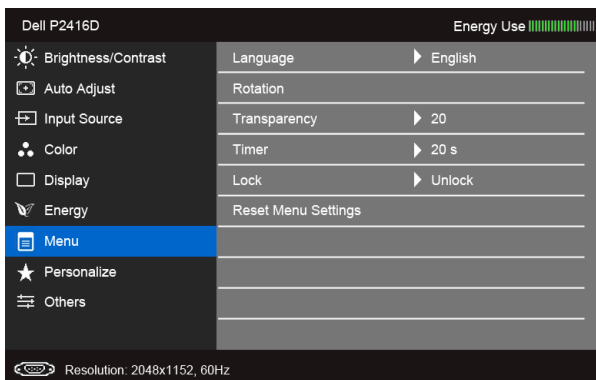 Dell P2416D Energy Use
Brightness/Contrast Language English
Auto Adjust Rotation
Input Source Transparency 20
Color Timer 20 s
Display Lock Unlock
Energy Reset Menu Settings
Menu
Personalize
Others
Resolution: 2048x1152, 60Hz